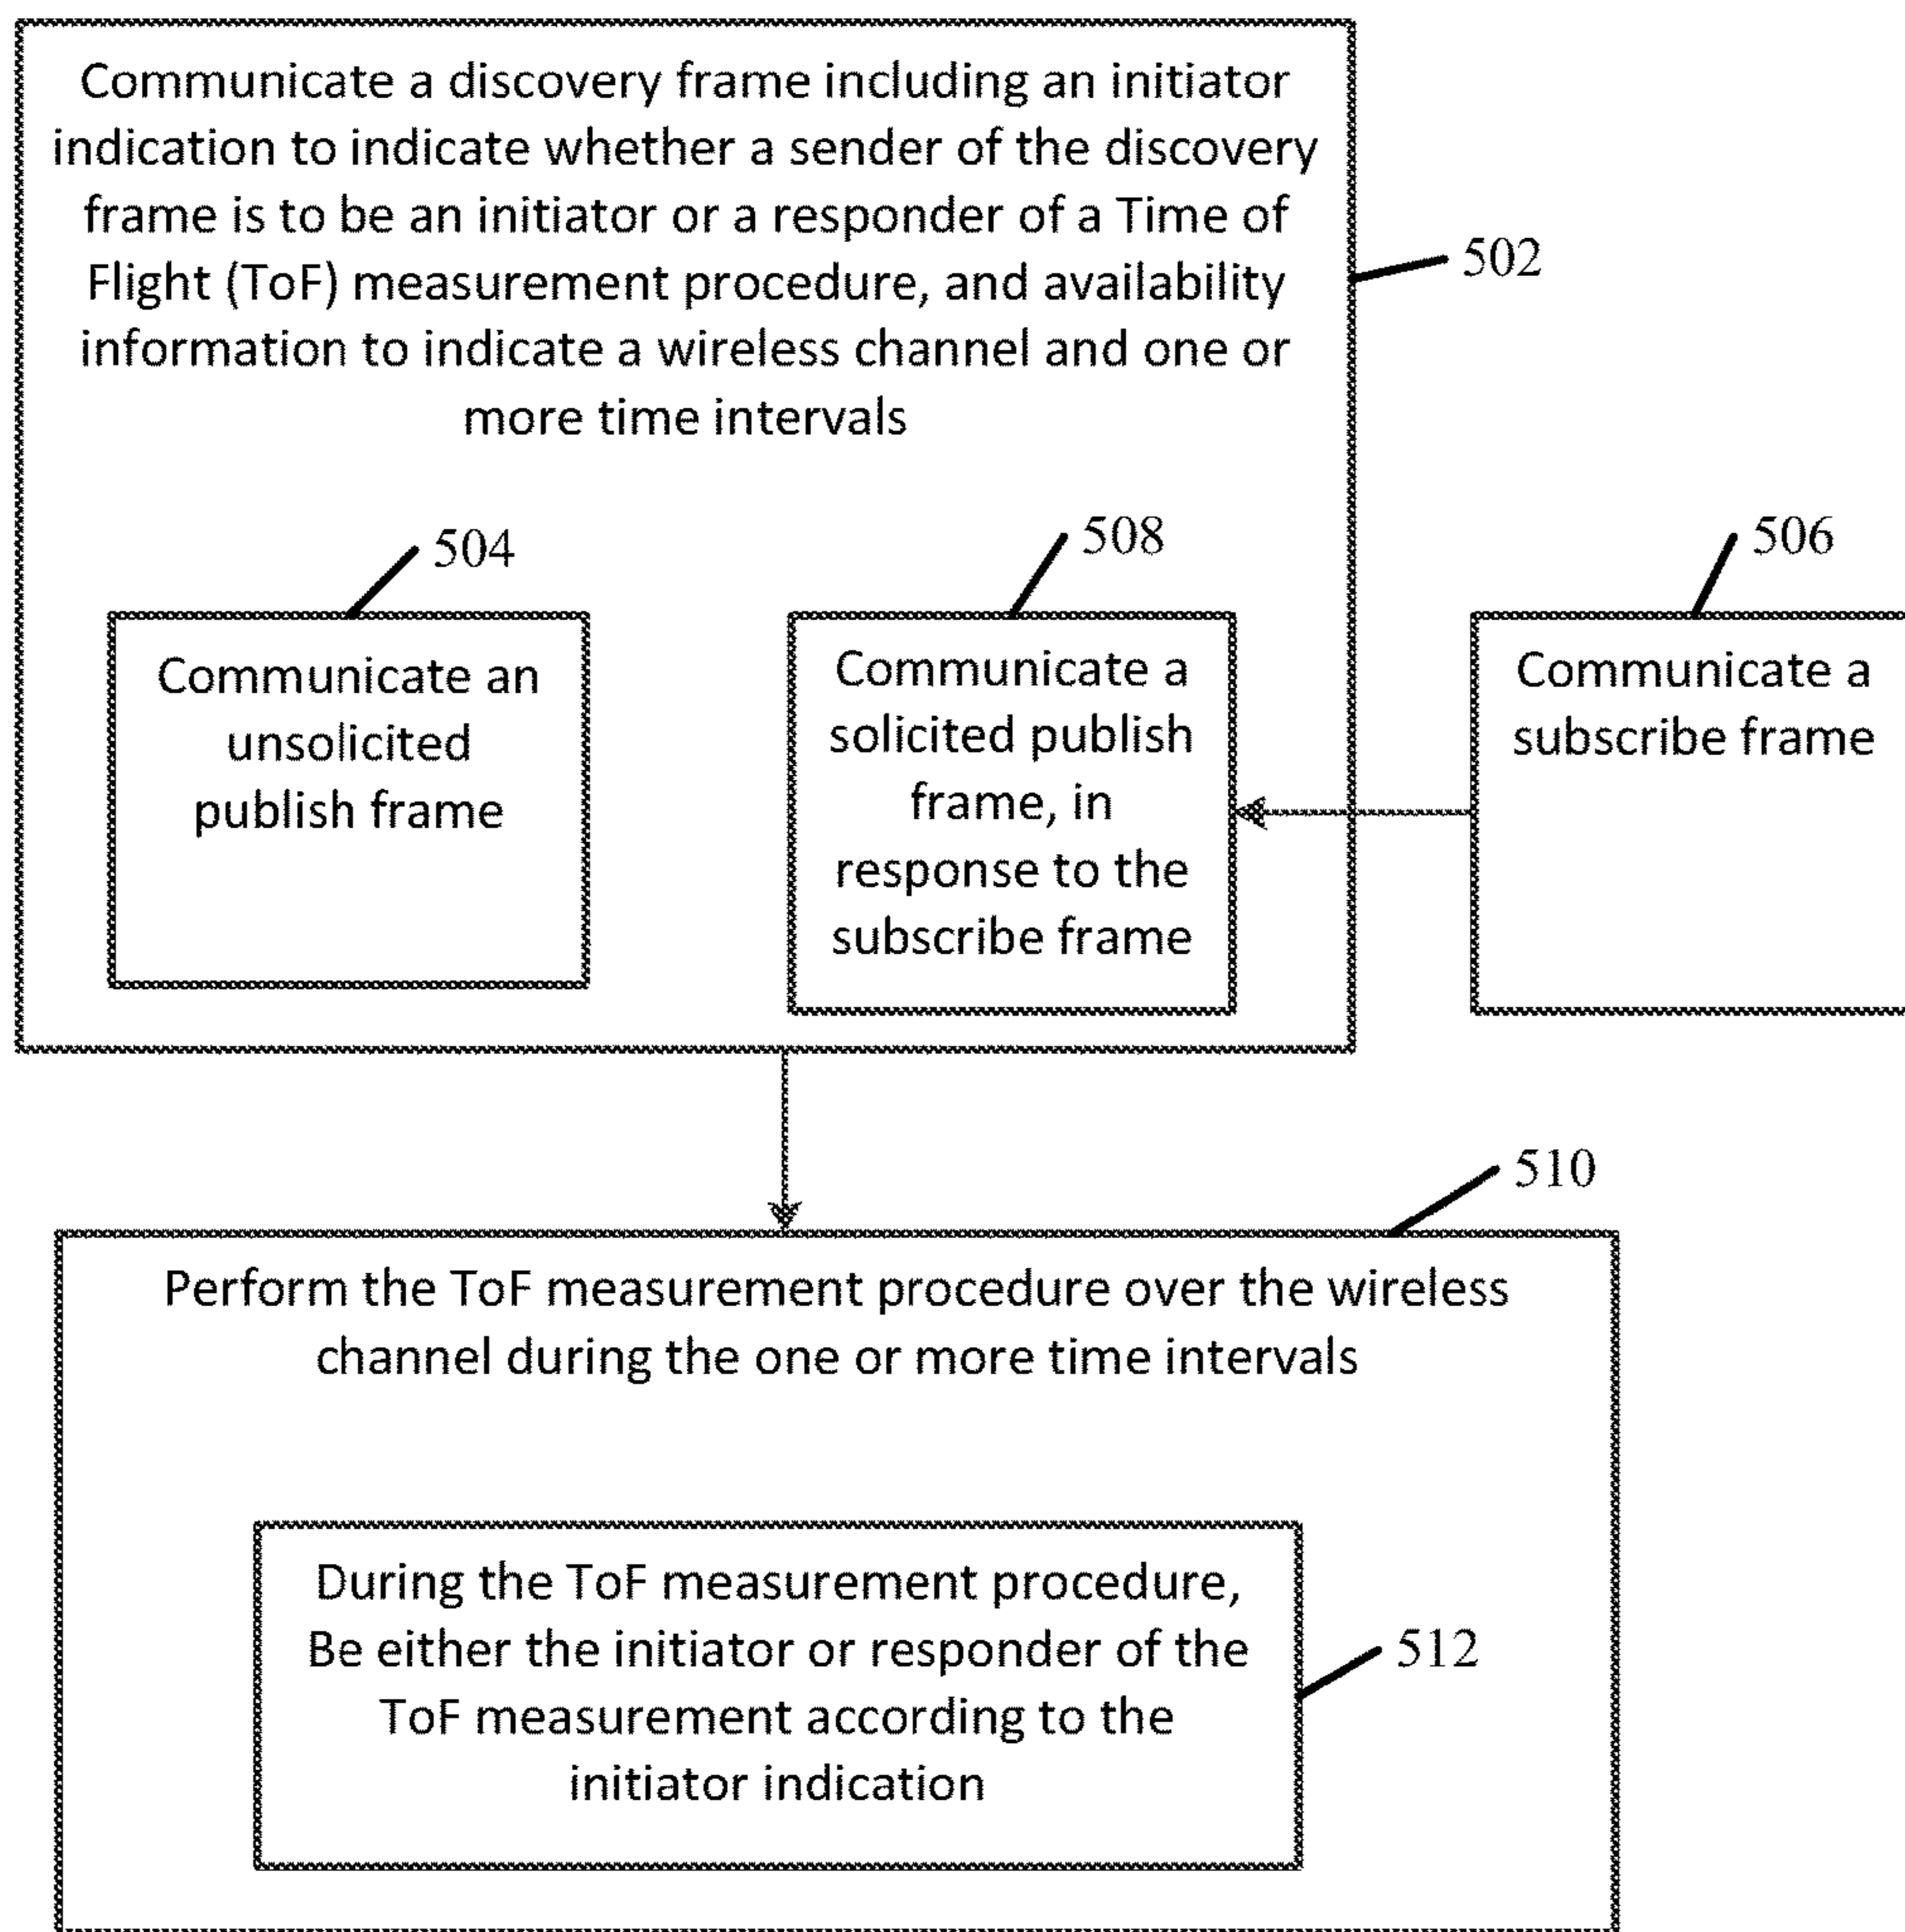 Communicate a discovery frame including an initiator
indication to indicate whether a sender of the discovery
frame is to be an initiator or a responder of a Time of
Flight (ToF) measurement procedure, and availability
information to indicate a wireless channel and one or
more time intervals
502
504
Communicate an
unsolicited
publish frame
508
Communicate a
solicited publish
frame, in
response to the
subscribe frame
506
Communicate a
subscribe frame
510
Perform the ToF measurement procedure over the wireless
channel during the one or more time intervals
During the ToF measurement procedure,
Be either the initiator or responder of the
ToF measurement according to the
initiator indication
512